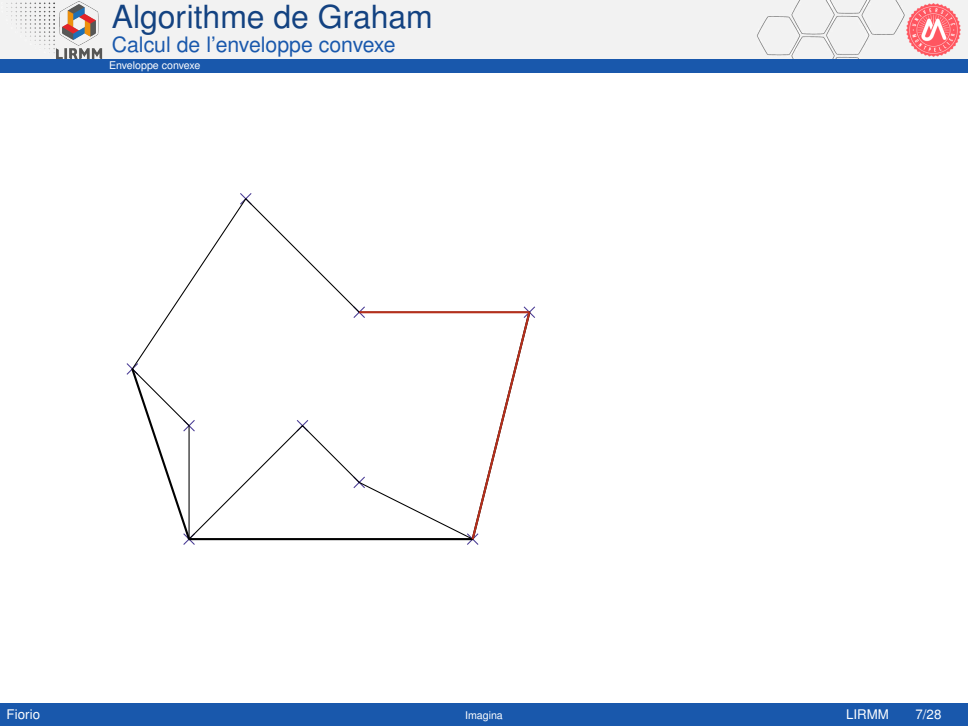 Algorithme de Graham
Calcul de l'enveloppe convexe
LIRMM
Enveloppe convexe
Fiorio
Imagina
LIRMM
7/28